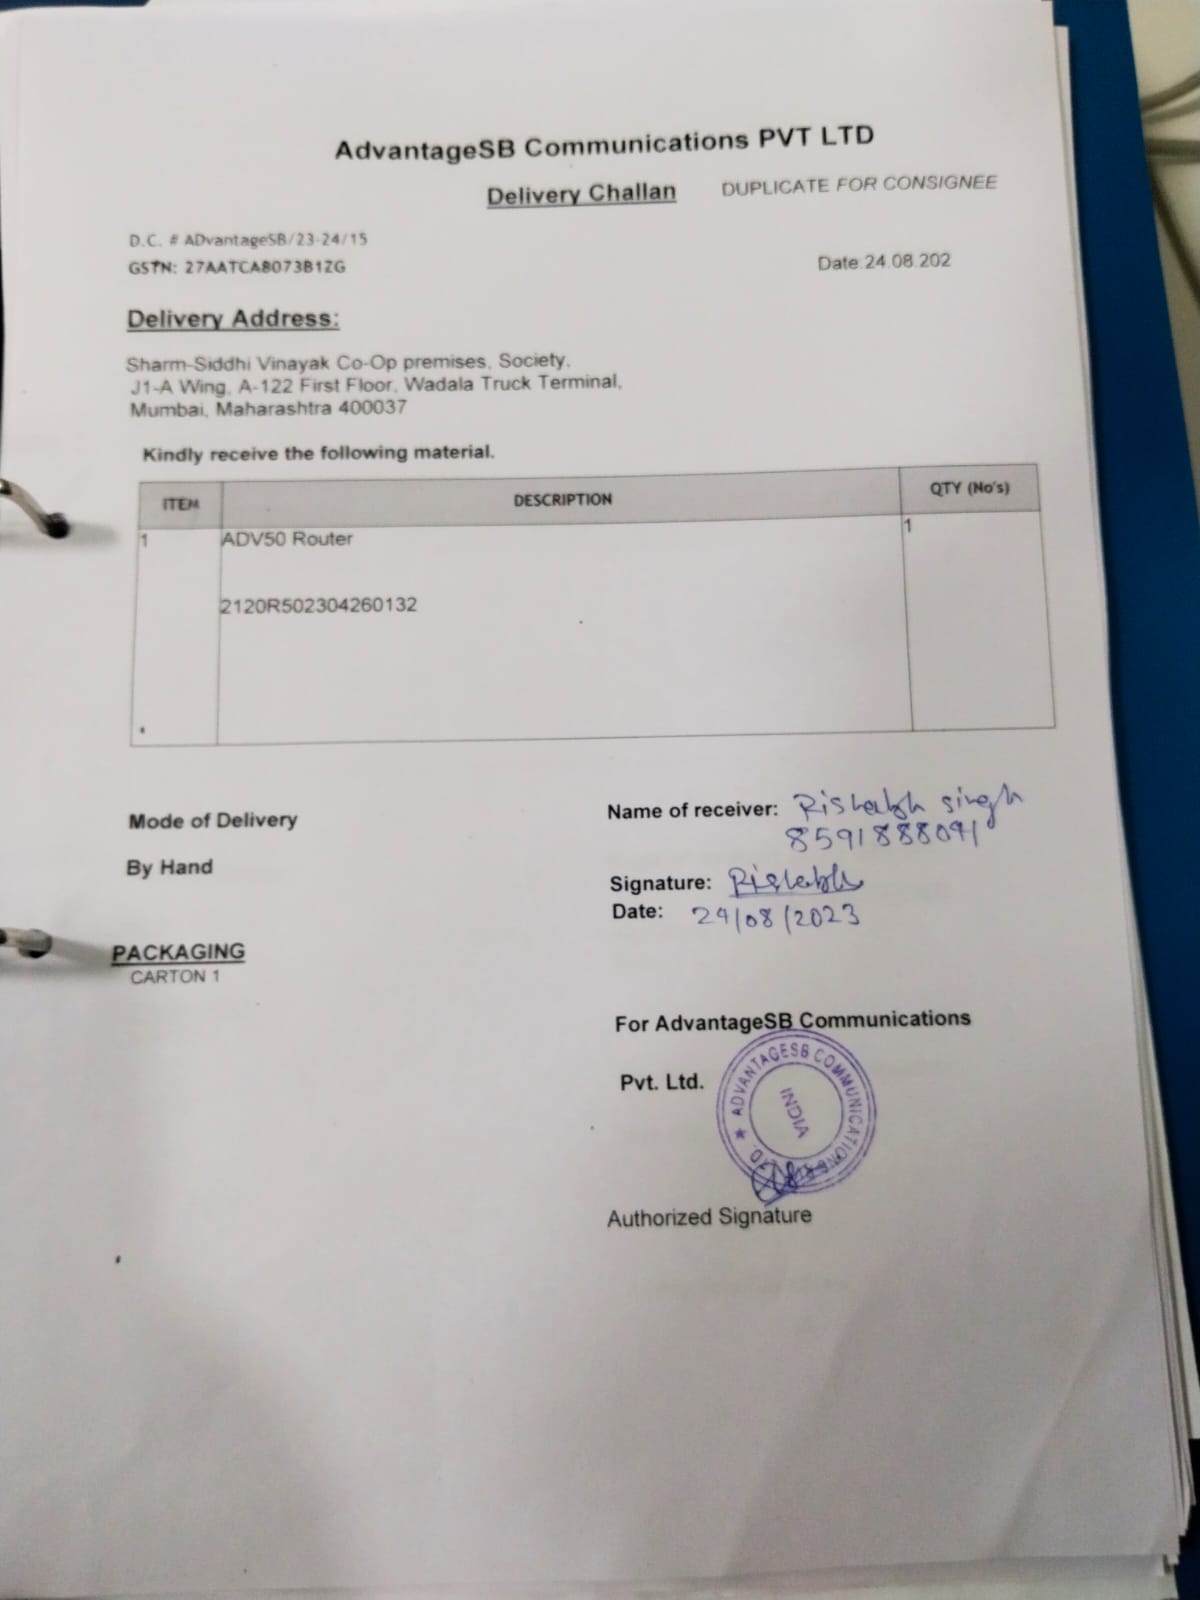 AdvantageSB Communications PVT LTD
Delivery Challan DUPLICATE FOR CONSIGNEE
D.C. # ADvantageSB/23-24/15
GSTN: 27AATCA8073B1ZG
Date:24.08.202
Delivery Address:
Sharm-Siddhi Vinayak Co-Op premises, Society,
J1-A Wing, A-122 First Floor, Wadala Truck Terminal,
Mumbai, Maharashtra 400037
Kindly receive the following material.
ITEM DESCRIPTION QTY (No's)
1 ADV50 Router 1
2120R502304260132
Mode of Delivery
By Hand
PACKAGING
CARTON 1
Name of receiver: Rishabh singh
8591888091
Signature: Rishabh
Date: 24/08/2023
For AdvantageSB Communications
Pvt. Ltd.
ADVANTAGESB COMMUNICATIONS
INDIA
Authorized Signature